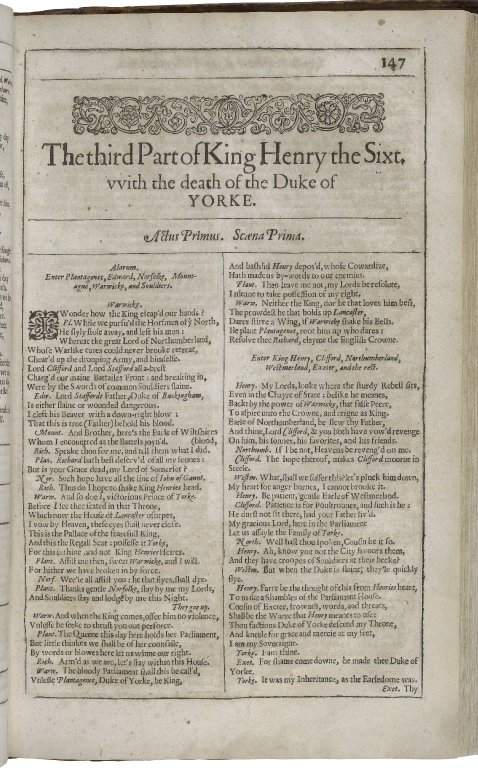 147
The third Part of King Henry the Sixt,
vvith the death of the Duke of
YORKE.
Actus Primus. Scœna Prima.
Alarum.
Enter Plantagenet, Edward, Norfolke, Mount-
ague, Warwicke, and Souldiers.
Warwicke.
I Wonder how the King escap'd our hands?
Pl. While we pursu'd the Horsmen of ye North,
He slyly stole away, and left his men:
Whereat the great Lord of Northumberland,
Whose Warlike eares could neuer brooke retreat,
Chear'd vp the drouping Army, and himselfe.
Lord Clifford and Lord Stafford all a-brest
Charg'd our maine Battailes Front: and breaking in,
Were by the Swords of common Souldiers slaine.
Edw. Lord Staffords Father, Duke of Buckingham,
Is either slaine or wounded dangerous.
I cleft his Beauer with a down-right blow:
That this is true (Father) behold his blood.
Mount. And Brother, here's the Earle of Wiltshires
Whom I encountred as the Battels ioyn'd. (blood,
Rich. Speake thou for me, and tell them what I did.
Plan. Richard hath best deseru'd of all my sonnes:
But is your Grace dead, my Lord of Somerset?
Nor. Such hope haue all the line of Iohn of Gaunt.
Rich. Thus do I hope to shake King Henries head.
Warw. And so doe I, victorious Prince of Yorke.
Before I see thee seated in that Throne,
Which now the House of Lancaster vsurpes,
I vow by Heauen, these eyes shall neuer close.
This is the Pallace of the fearefull King,
And this the Regall Seat: possesse it Yorke,
For this is thine, and not King Henries Heires.
Plant. Assist me then, sweet Warwick, and I will,
For hither we haue broken in by force.
Norf. Wee'le all assist you: he that flyes, shall dye.
Plant. Thankes gentle Norfolke, stay by me my Lords,
And Souldiers stay and lodge by me this Night.
They goe vp.
Warw. And when the King comes, offer him no violence,
Vnlesse he seeke to thrust you out perforce.
Plant. The Queene this day here holds her Parliament,
But little thinkes we shall be of her counsaile,
By words or blowes here let vs winne our right.
Rich. Arm'd as we are, let's stay within this House.
Warw. The bloody Parliament shall this be call'd,
Vnlesse Plantagenet, Duke of Yorke, be King,
And bashfull Henry depos'd, whose Cowardize
Hath made vs by-words to our enemies.
Plant. Then leaue me not, my Lords be resolute,
I meane to take possession of my right.
Warw. Neither the King, nor he that loues him best,
The prowdest hee that holds vp Lancaster,
Dares stirre a Wing, if Warwick shake his Bells.
Ile plant Plantagenet, root him vp who dares:
Resolue thee Richard, clayme the English Crowne.
Enter King Henry, Clifford, Northumberland,
Westmerland, Exeter, and the rest.
Henry. My Lords, looke where the sturdy Rebell sits,
Euen in the Chayre of State: belike he meanes,
Backt by the power of Warwicke, that false Peere,
To aspire vnto the Crowne, and reigne as King.
Earle of Northumberland, he slew thy Father,
And thine, Lord Clifford, & you both haue vow'd reuenge
On him, his sonnes, his fauorites, and his friends.
Northumb. If I be not, Heauens be reueng'd on me.
Clifford. The hope thereof, makes Clifford mourne in
Steele.
Westm. What, shall we suffer this? let's pluck him down,
My heart for anger burnes, I cannot brooke it.
Henry. Be patient, gentle Earle of Westmerland.
Clifford. Patience is for Poultroones, such as he:
He durst not sit there, had your Father liu'd.
My gracious Lord, here in the Parliament
Let vs assayle the Family of Yorke.
North. Well hast thou spoken, Cousin be it so.
Henry. Ah, know you not the Citie fauours them,
And they haue troupes of Souldiers at their beck?
Westm. But when the Duke is slaine, they'le quickly
flye.
Henry. Farre be the thought of this from Henries heart,
To make a Shambles of the Parliament House.
Cousin of Exeter, frownes, words, and threats,
Shall be the Warre that Henry meanes to vse.
Thou factious Duke of Yorke descend my Throne,
And kneele for grace and mercie at my feet,
I am thy Soueraigne.
Yorke. I am thine.
Exet. For shame come downe, he made thee Duke of
Yorke.
Yorke. It was my Inheritance, as the Earledome was.
Exet. Thy